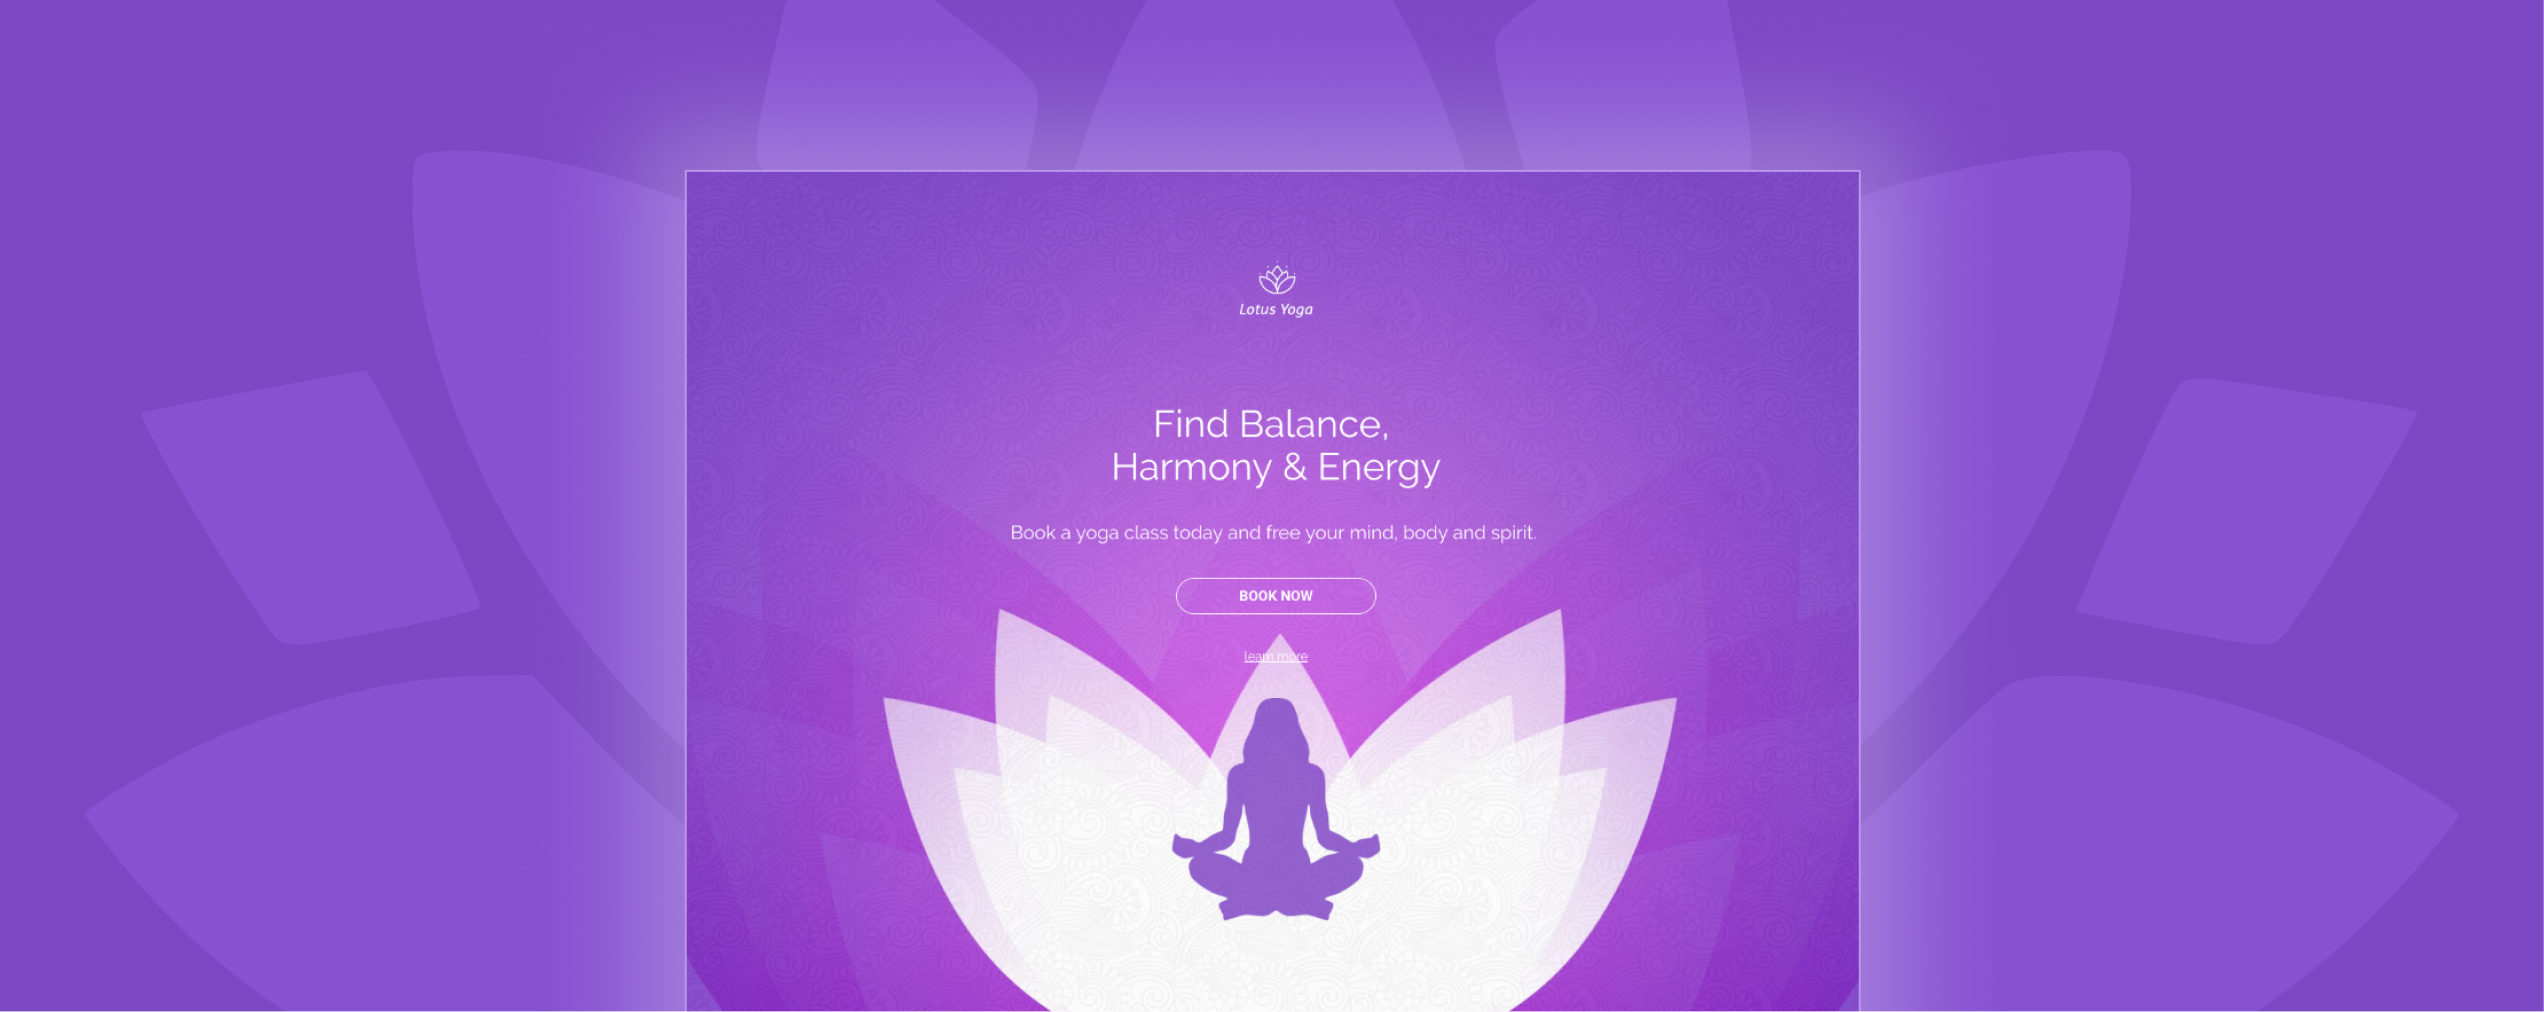 Lotus Yoga
Find Balance,
Harmony & Energy
Book a yoga class today and free your mind, body and spirit.
BOOK NOW
learn more